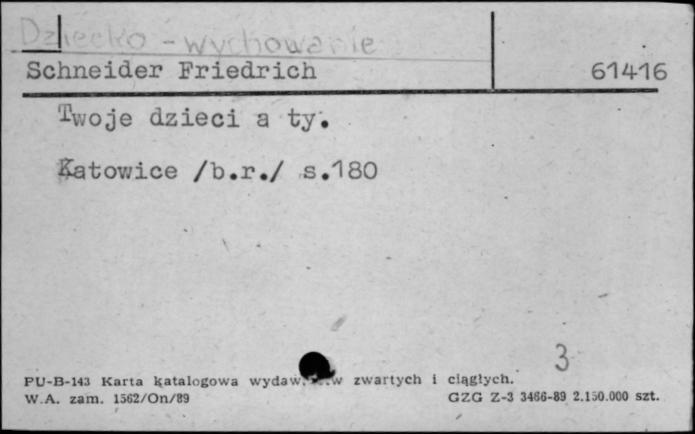 Dziecko - wychowanie
Schneider Friedrich 61416
Twoje dzieci a ty.
Katowice /b.r./ s.180
3
PU-B-143 Karta katalogowa wydaw. zwartych i ciągłych.
W.A. zam. 1562/On/89 GZG Z-3 3466-89 2.150.000 szt.